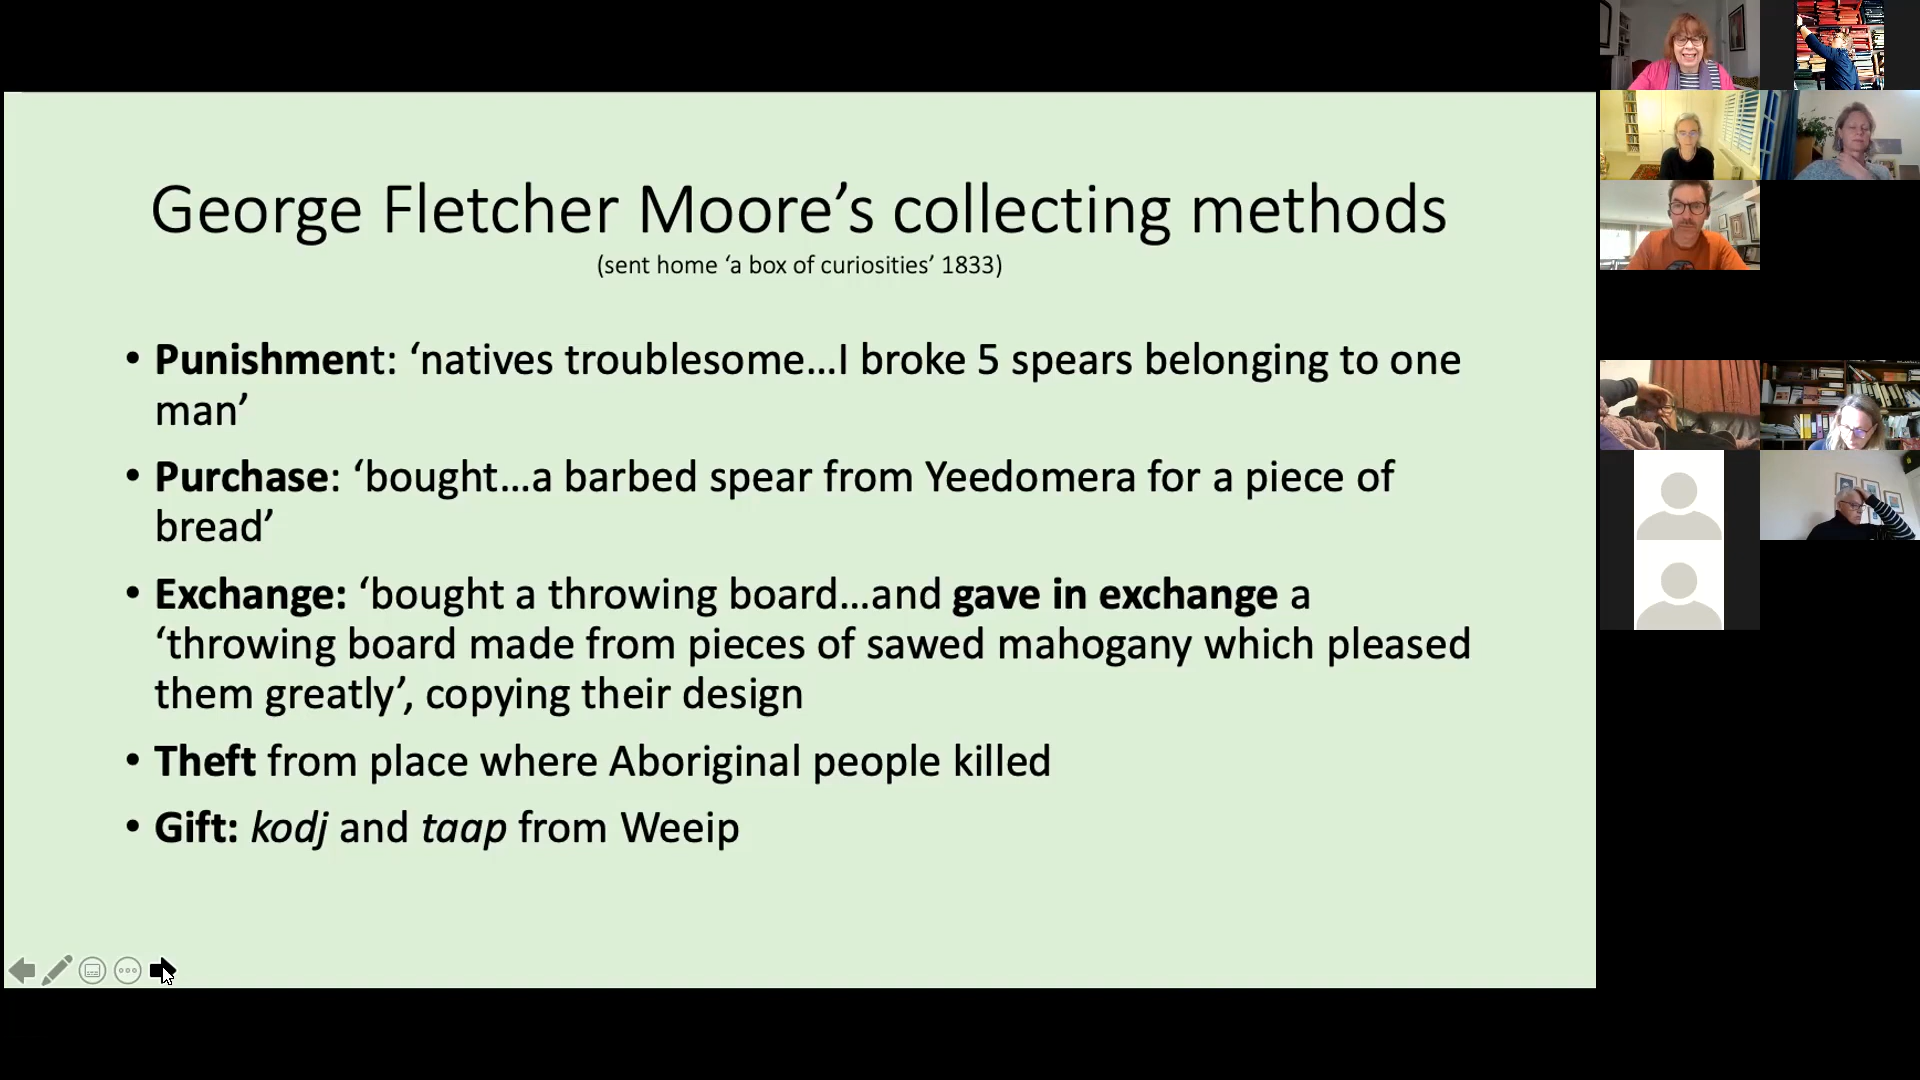 George Fletcher Moore’s collecting methods
(sent home ‘a box of curiosities’ 1833)
• Punishment: ‘natives troublesome…I broke 5 spears belonging to one
man’
• Purchase: ‘bought…a barbed spear from Yeedomera for a piece of
bread’
• Exchange: ‘bought a throwing board…and gave in exchange a
‘throwing board made from pieces of sawed mahogany which pleased
them greatly’, copying their design
• Theft from place where Aboriginal people killed
• Gift: kodj and taap from Weeip